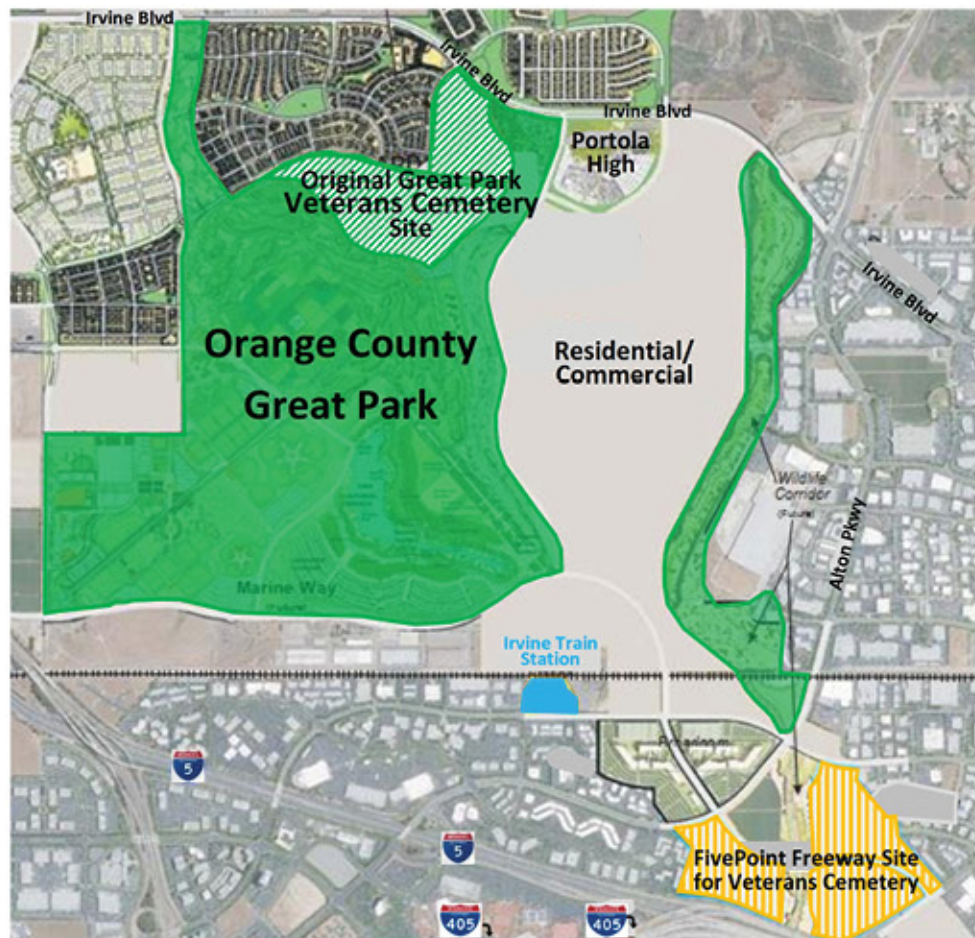 Irvine Blvd
Irvine Blvd
Irvine Blvd
Portola
High
Original Great Park
Veterans Cemetery
Site
Irvine Blvd
Orange County
Great Park
Residential/
Commercial
Wildlife
Corridor
(Future)
Alton Pkwy
Marine Way
(Future)
Irvine Train
Station
5
5
FivePoint Freeway Site
for Veterans Cemetery
405
405